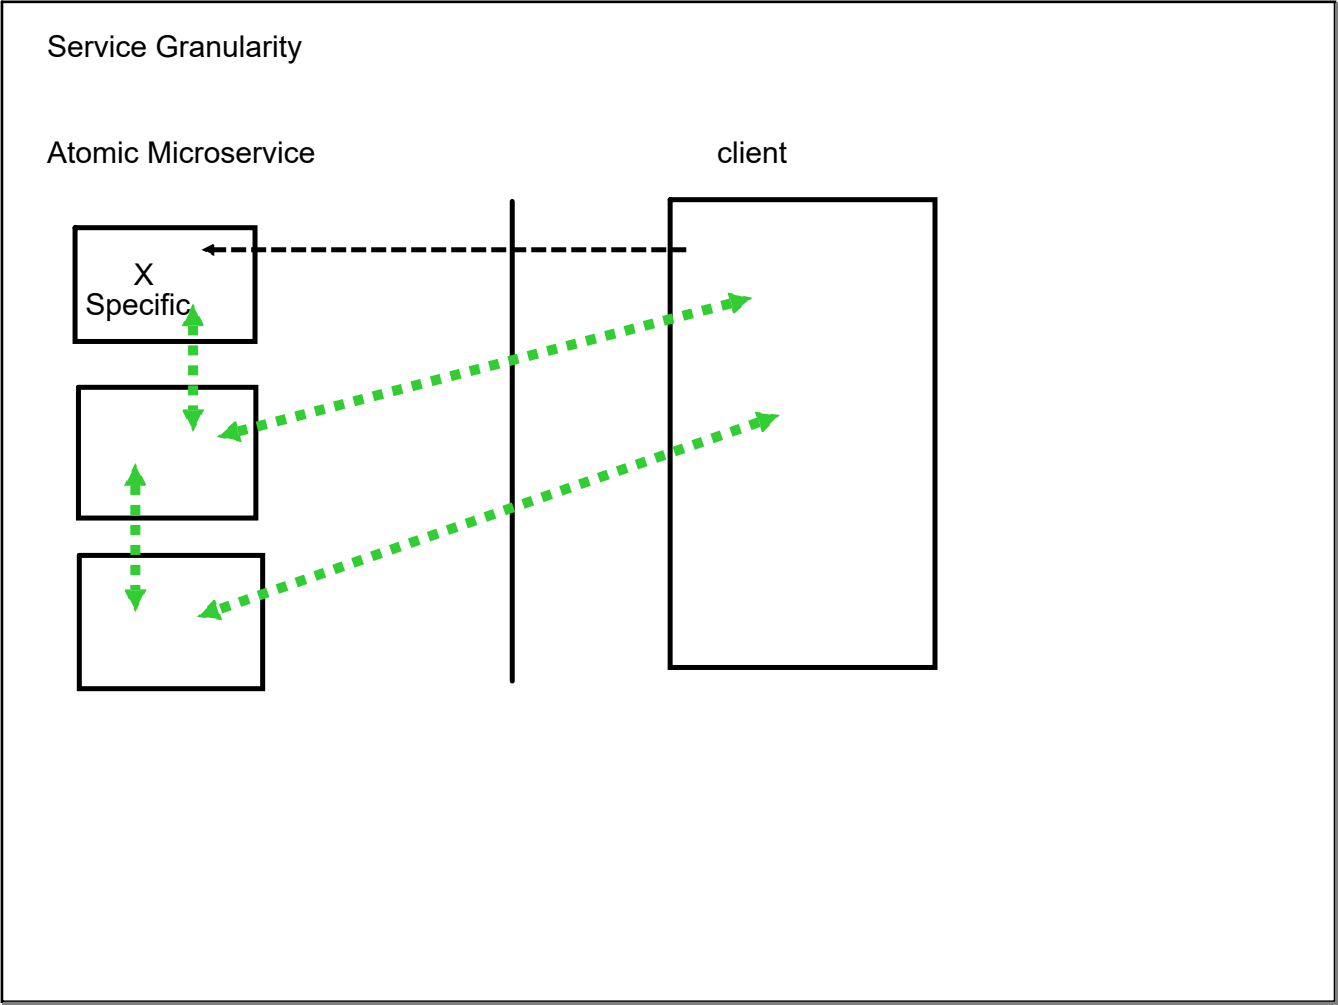 Service Granularity
Atomic Microservice
client
X
Specific